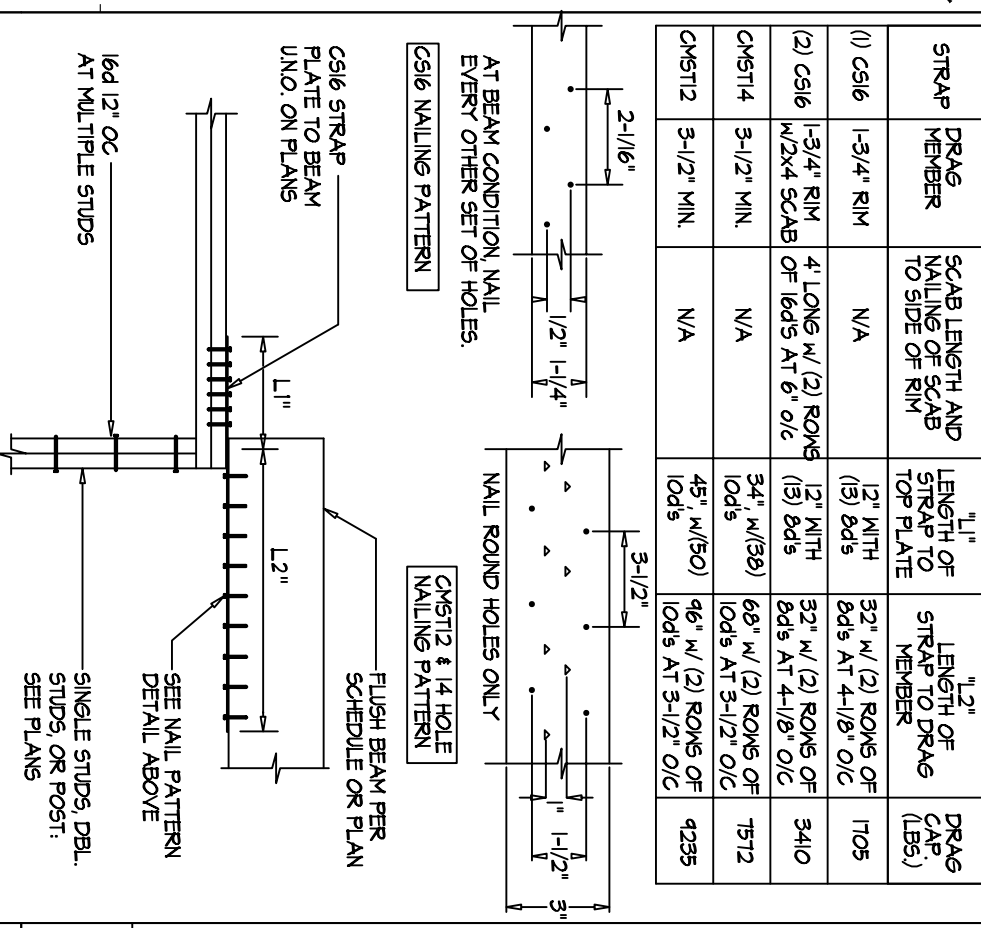 STRAP
DRAG
MEMBER
SCAB LENGTH AND
NAILING OF SCAB
TO SIDE OF RIM
"L1"
LENGTH OF
STRAP TO
TOP PLATE
"L2"
LENGTH OF
STRAP TO DRAG
MEMBER
DRAG
CAP.
(LBS.)
(1) CS16
1-3/4" RIM
N/A
12" WITH
(13) 8d's
32" W/ (2) ROWS OF
8d's AT 4-1/8" O/C
1705
(2) CS16
1-3/4" RIM
W/2x4 SCAB
4' LONG W/ (2) ROWS
OF 16d'S AT 6" o/c
12" WITH
(13) 8d's
32" W/ (2) ROWS OF
8d's AT 4-1/8" O/C
3410
CMST14
3-1/2" MIN.
N/A
34", W/(38)
10d's
68" W/ (2) ROWS OF
10d's AT 3-1/2" O/C
7572
CMST12
3-1/2" MIN.
N/A
45", W/(50)
10d's
96" W/ (2) ROWS OF
10d's AT 3-1/2" O/C
9235
2-1/16"
1/2"
1-1/4"
AT BEAM CONDITION, NAIL
EVERY OTHER SET OF HOLES.
CS16 NAILING PATTERN
3-1/2"
1"
1-1/2"
3"
NAIL ROUND HOLES ONLY
CMST12 & 14 HOLE
NAILING PATTERN
CS16 STRAP
PLATE TO BEAM
U.N.O. ON PLANS
L1"
L2"
FLUSH BEAM PER
SCHEDULE OR PLAN
16d 12" OC
AT MULTIPLE STUDS
SEE NAIL PATTERN
DETAIL ABOVE
SINGLE STUDS, DBL.
STUDS, OR POST:
SEE PLANS